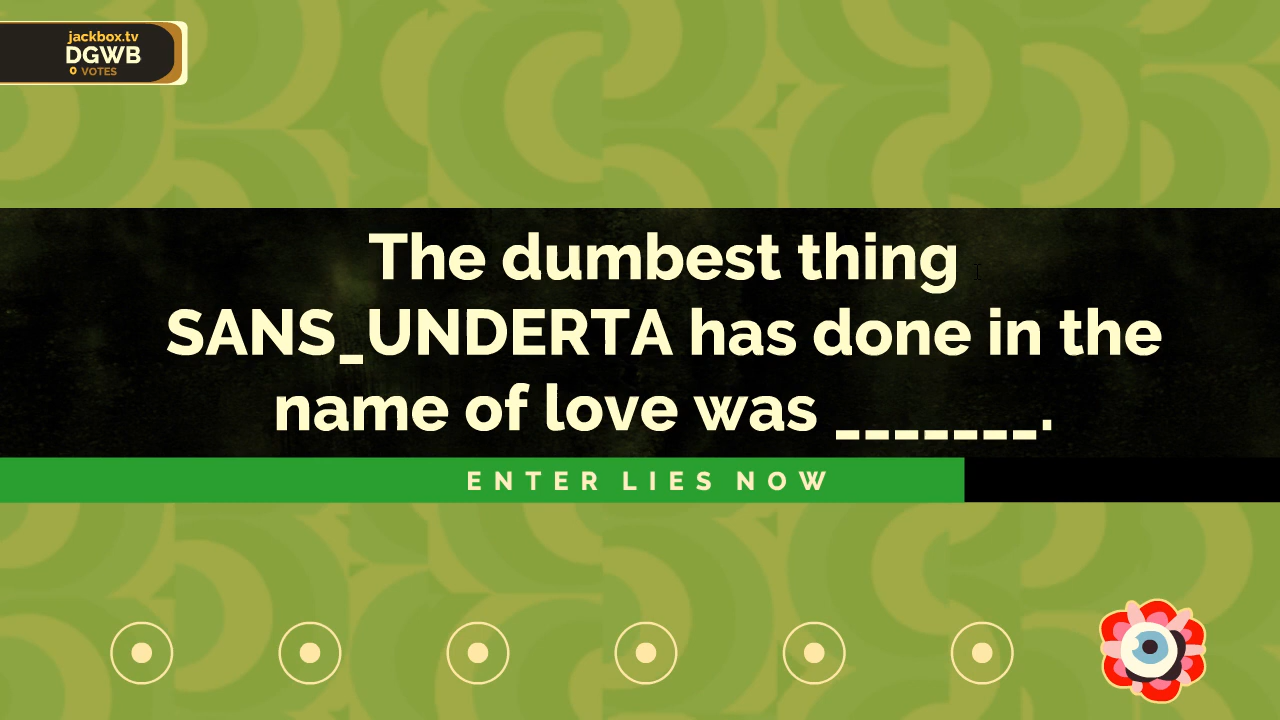 jackbox.tv
DGWB
0 VOTES
The dumbest thing
SANS_UNDERTA has done in the
name of love was _______.
ENTER LIES NOW